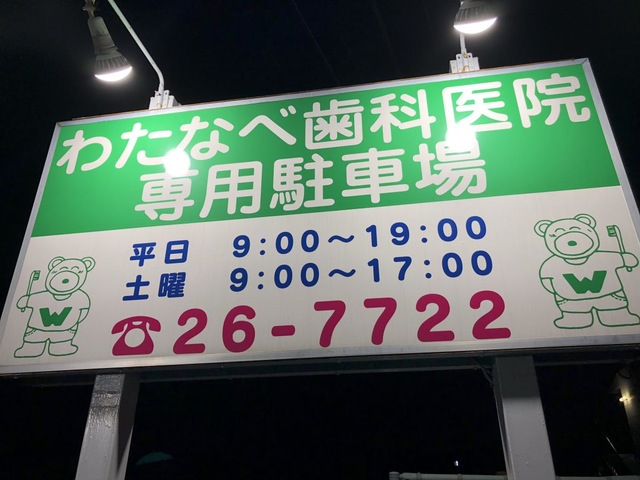 わたなべ歯科医院
専用駐車場
平日 9:00～19:00
土曜 9:00～17:00
☎26-7722
W
W